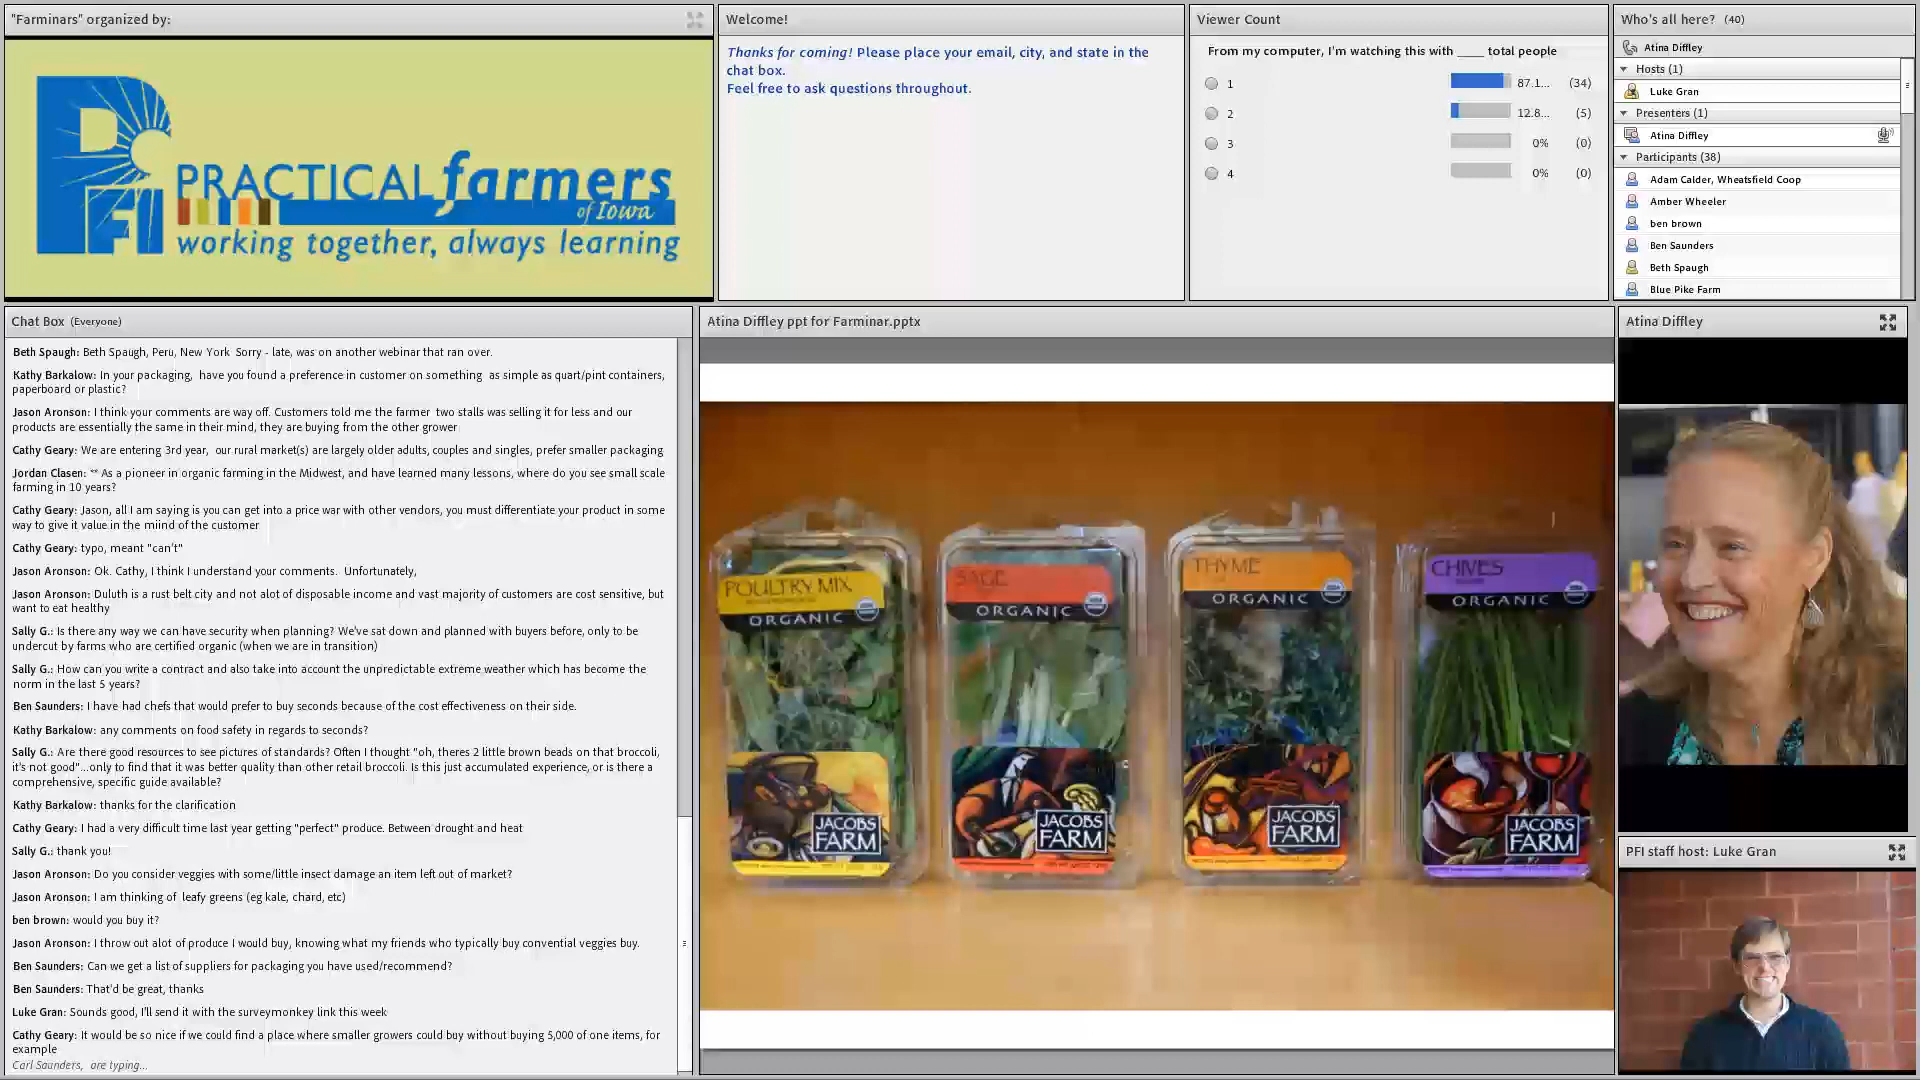 "Farminars" organized by:
PFI
PRACTICAL farmers
of Iowa
working together, always learning
Welcome!
Thanks for coming! Please place your email, city, and state in the
chat box.
Feel free to ask questions throughout.
Viewer Count
From my computer, I'm watching this with ____ total people
1 87.1... (34)
2 12.8... (5)
3 0% (0)
4 0% (0)
Who's all here? (40)
Atina Diffley
Hosts (1)
Luke Gran
Presenters (1)
Atina Diffley
Participants (38)
Adam Calder, Wheatsfield Coop
Amber Wheeler
ben brown
Ben Saunders
Beth Spaugh
Blue Pike Farm
Chat Box (Everyone)
Beth Spaugh: Beth Spaugh, Peru, New York Sorry - late, was on another webinar that ran over.
Kathy Barkalow: In your packaging, have you found a preference in customer on something as simple as quart/pint containers,
paperboard or plastic?
Jason Aronson: I think your comments are way off. Customers told me the farmer two stalls was selling it for less and our
products are essentially the same in their mind, they are buying from the other grower
Cathy Geary: We are entering 3rd year, our rural market(s) are largely older adults, couples and singles, prefer smaller packaging
Jordan Clasen: ** As a pioneer in organic farming in the Midwest, and have learned many lessons, where do you see small scale
farming in 10 years?
Cathy Geary: Jason, all I am saying is you can get into a price war with other vendors, you must differentiate your product in some
way to give it value in the miind of the customer
Cathy Geary: typo, meant "can't"
Jason Aronson: Ok. Cathy, I think I understand your comments. Unfortunately,
Jason Aronson: Duluth is a rust belt city and not alot of disposable income and vast majority of customers are cost sensitive, but
want to eat healthy
Sally G.: Is there any way we can have security when planning? We've sat down and planned with buyers before, only to be
undercut by farms who are certified organic (when we are in transition)
Sally G.: How can you write a contract and also take into account the unpredictable extreme weather which has become the
norm in the last 5 years?
Ben Saunders: I have had chefs that would prefer to buy seconds because of the cost effectiveness on their side.
Kathy Barkalow: any comments on food safety in regards to seconds?
Sally G.: Are there good resources to see pictures of standards? Often I thought "oh, theres 2 little brown beads on that broccoli,
it's not good"...only to find that it was better quality than other retail broccoli. Is this just accumulated experience, or is there a
comprehensive, specific guide available?
Kathy Barkalow: thanks for the clarification
Cathy Geary: I had a very difficult time last year getting "perfect" produce. Between drought and heat
Sally G.: thank you!
Jason Aronson: Do you consider veggies with some/little insect damage an item left out of market?
Jason Aronson: I am thinking of leafy greens (eg kale, chard, etc)
ben brown: would you buy it?
Jason Aronson: I throw out alot of produce I would buy, knowing what my friends who typically buy convential veggies buy.
Ben Saunders: Can we get a list of suppliers for packaging you have used/recommend?
Ben Saunders: That'd be great, thanks
Luke Gran: Sounds good, I'll send it with the surveymonkey link this week
Cathy Geary: It would be so nice if we could find a place where smaller growers could buy without buying 5,000 of one items, for
example
Carl Saunders, are typing...
Atina Diffley ppt for Farminar.pptx
POULTRY MIX
ORGANIC
JACOBS
FARM
SAGE
ORGANIC
JACOBS
FARM
THYME
ORGANIC
JACOBS
FARM
CHIVES
ORGANIC
JACOBS
FARM
Atina Diffley
PFI staff host: Luke Gran